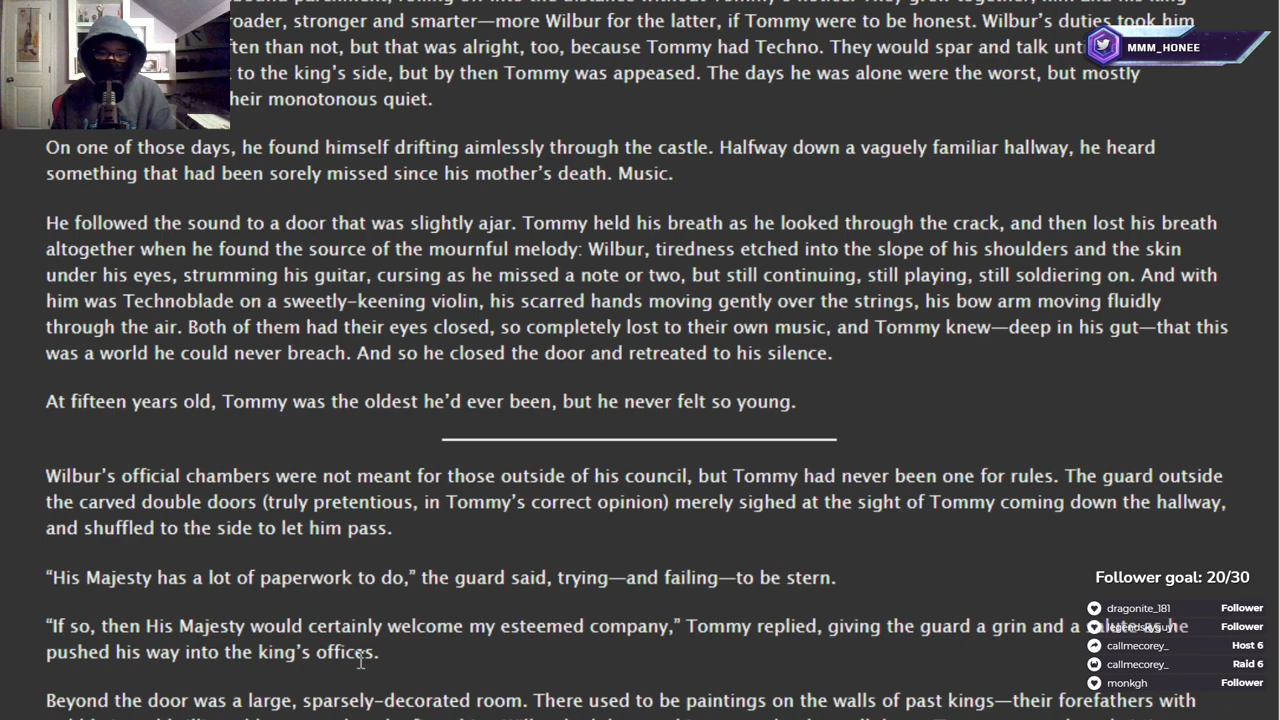 roader, stronger and smarter—more Wilbur for the latter, if Tommy were to be honest. Wilbur's duties took him
ften than not, but that was alright, too, because Tommy had Techno. They would spar and talk unt
MMM_HONEE
to the king's side, but by then Tommy was appeased. The days he was alone were the worst, but mostly
heir monotonous quiet.
On one of those days, he found himself drifting aimlessly through the castle. Halfway down a vaguely familiar hallway, he heard
something that had been sorely missed since his mother's death. Music.
He followed the sound to a door that was slightly ajar. Tommy held his breath as he looked through the crack, and then lost his breath
altogether when he found the source of the mournful melody: Wilbur, tiredness etched into the slope of his shoulders and the skin
under his eyes, strumming his guitar, cursing as he missed a note or two, but still continuing, still playing, still soldiering on. And with
him was Technoblade on a sweetly-keening violin, his scarred hands moving gently over the strings, his bow arm moving fluidly
through the air. Both of them had their eyes closed, so completely lost to their own music, and Tommy knew—deep in his gut—that this
was a world he could never breach. And so he closed the door and retreated to his silence.
At fifteen years old, Tommy was the oldest he'd ever been, but he never felt so young.
Wilbur's official chambers were not meant for those outside of his council, but Tommy had never been one for rules. The guard outside
the carved double doors (truly pretentious, in Tommy's correct opinion) merely sighed at the sight of Tommy coming down the hallway,
and shuffled to the side to let him pass.
“His Majesty has a lot of paperwork to do,” the guard said, trying—and failing—to be stern.
“If so, then His Majesty would certainly welcome my esteemed company,” Tommy replied, giving the guard a grin and a salute as he
pushed his way into the king's offices.
Beyond the door was a large, sparsely-decorated room. There used to be paintings on the walls of past kings—their forefathers with
Follower goal: 20/30
dragonite_181 Follower
Follower
callmecorey_ Host 6
callmecorey_ Raid 6
monkgh Follower